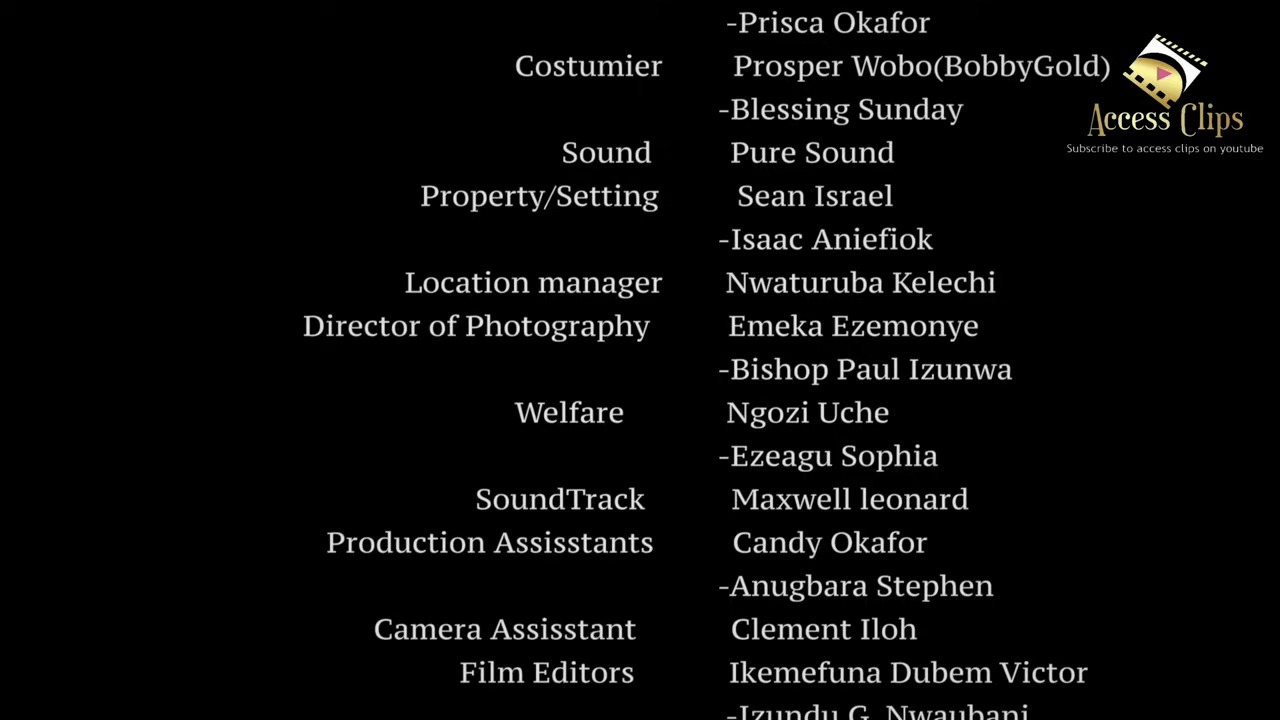 -Prisca Okafor
Costumier Prosper Wobo(BobbyGold)
-Blessing Sunday
Sound Pure Sound
Property/Setting Sean Israel
-Isaac Aniefiok
Location manager Nwaturuba Kelechi
Director of Photography Emeka Ezemonye
-Bishop Paul Izunwa
Welfare Ngozi Uche
-Ezeagu Sophia
SoundTrack Maxwell leonard
Production Assisstants Candy Okafor
-Anugbara Stephen
Camera Assisstant Clement Iloh
Film Editors Ikemefuna Dubem Victor
-Izundu G. Nwaubani
Access Clips
Subscribe to access clips on youtube